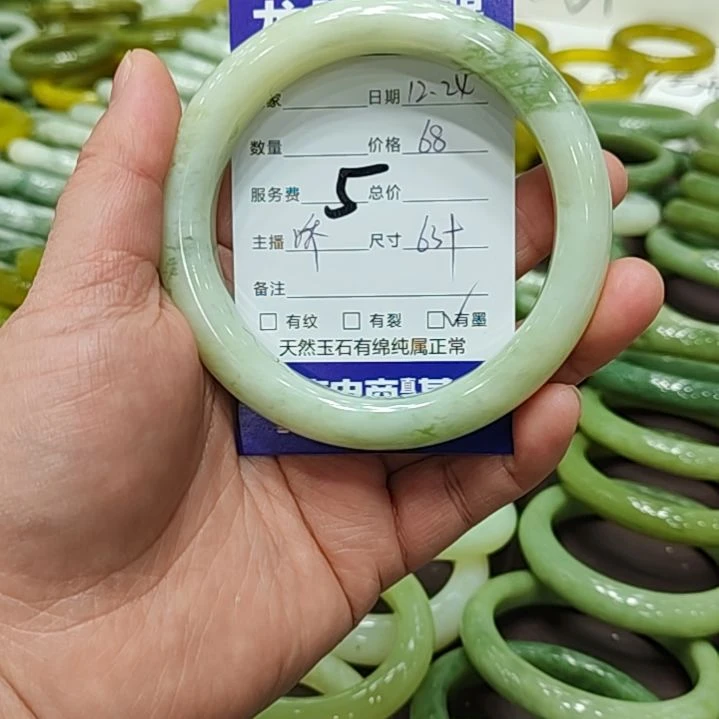 家 日期 12-24
数量 价格 68
服务费 5 总价
主播 尺寸 63+
备注
有纹 有裂 有墨
天然玉石有绵纯属正常